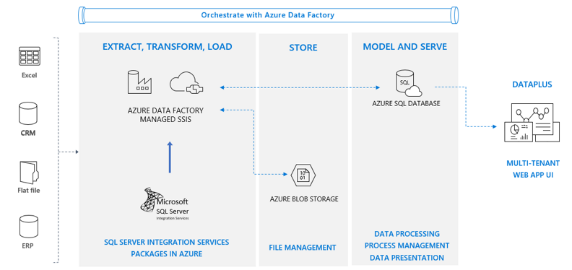 Orchestrate with Azure Data Factory
EXTRACT, TRANSFORM, LOAD
STORE
MODEL AND SERVE
Excel
CRM
Flat file
ERP
AZURE DATA FACTORY
MANAGED SSIS
Microsoft
SQL Server
Integration Services
SQL SERVER INTEGRATION SERVICES
PACKAGES IN AZURE
10
01
AZURE BLOB STORAGE
FILE MANAGEMENT
SQL
AZURE SQL DATABASE
DATA PROCESSING
PROCESS MANAGEMENT
DATA PRESENTATION
DATAPLUS
MULTI-TENANT
WEB APP UI